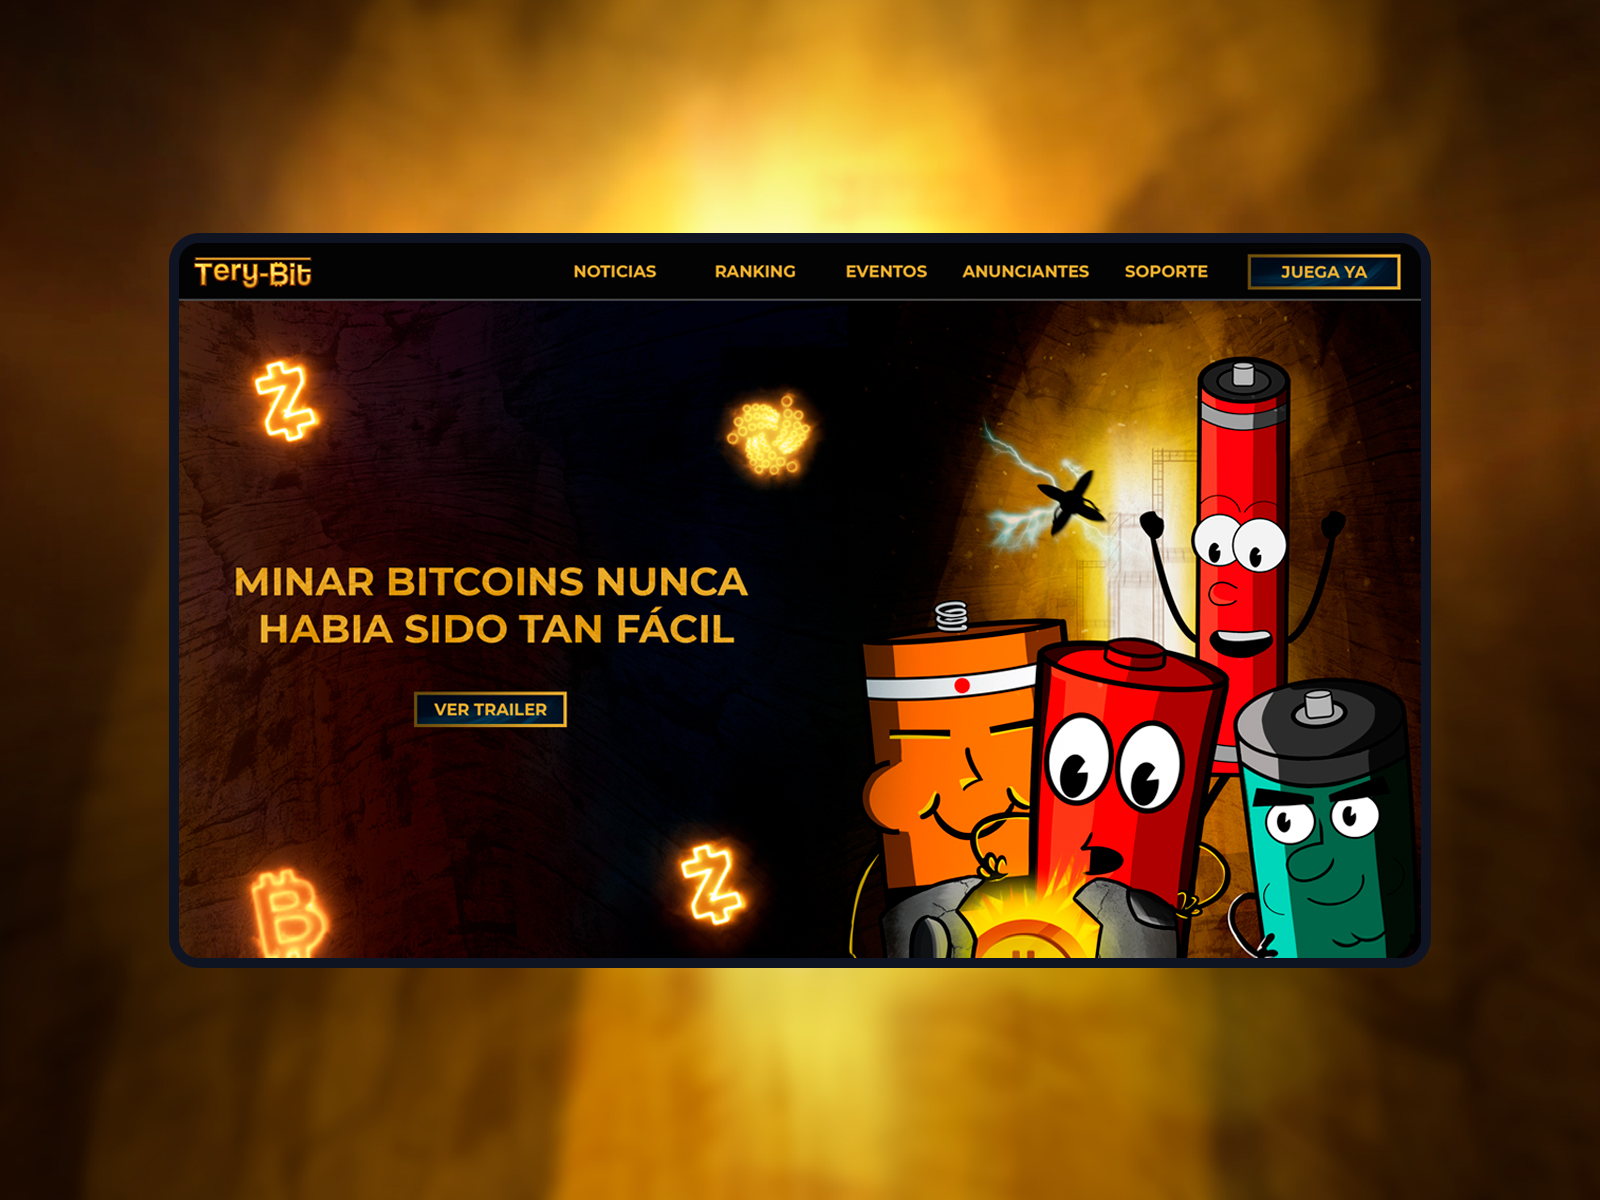 Tery-Bit
NOTICIAS
RANKING
EVENTOS
ANUNCIANTES
SOPORTE
JUEGA YA
MINAR BITCOINS NUNCA
HABIA SIDO TAN FÁCIL
VER TRAILER